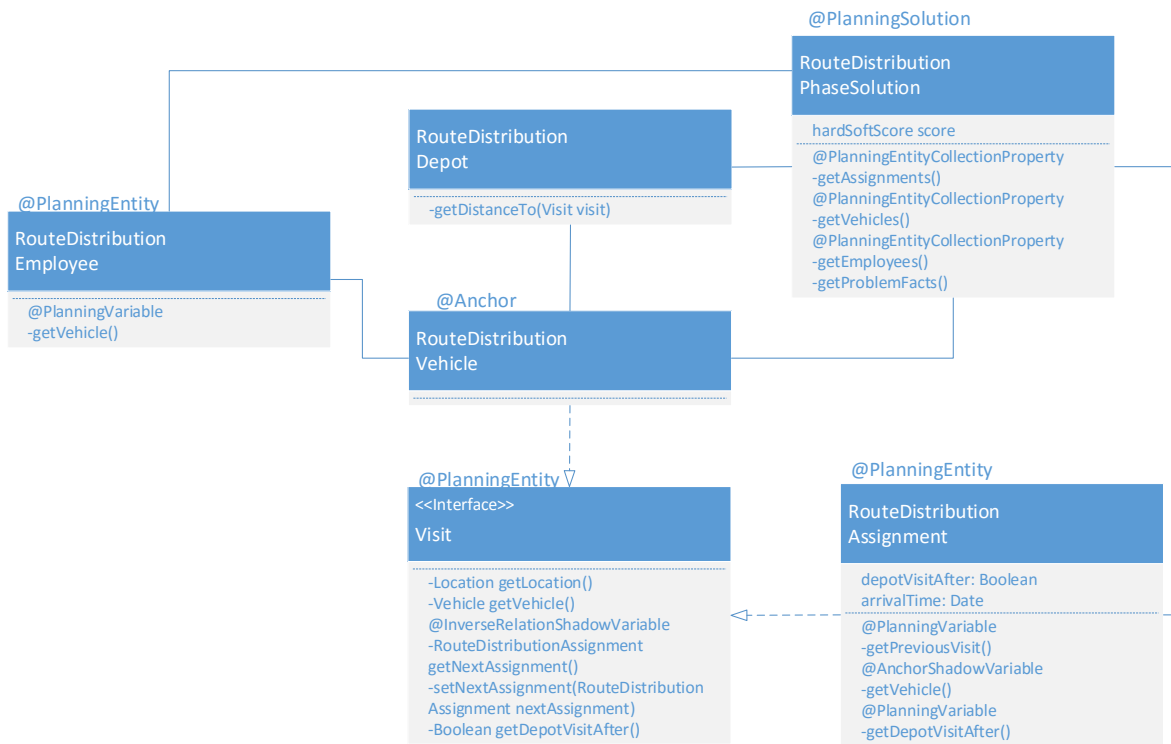 @PlanningSolution
RouteDistribution
PhaseSolution
hardSoftScore score
@PlanningEntityCollectionProperty
-getAssignments()
@PlanningEntityCollectionProperty
-getVehicles()
@PlanningEntityCollectionProperty
-getEmployees()
-getProblemFacts()
RouteDistribution
Depot
-getDistanceTo(Visit visit)
@PlanningEntity
RouteDistribution
Employee
@PlanningVariable
-getVehicle()
@Anchor
RouteDistribution
Vehicle
@PlanningEntity
<<Interface>>
Visit
-Location getLocation()
-Vehicle getVehicle()
@InverseRelationShadowVariable
-RouteDistributionAssignment
getNextAssignment()
-setNextAssignment(RouteDistribution
Assignment nextAssignment)
-Boolean getDepotVisitAfter()
@PlanningEntity
RouteDistribution
Assignment
depotVisitAfter: Boolean
arrivalTime: Date
@PlanningVariable
-getPreviousVisit()
@AnchorShadowVariable
-getVehicle()
@PlanningVariable
-getDepotVisitAfter()